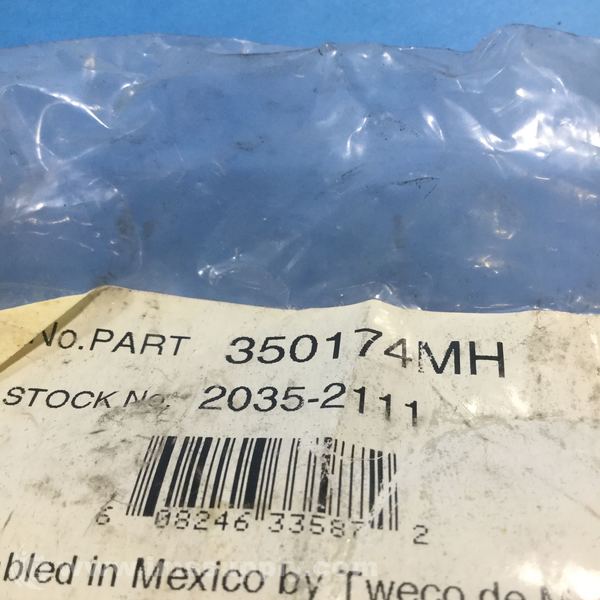 No.PART 350174MH
STOCK No. 2035-2111
6 08246 33587 2
bled in Mexico by Tweco de